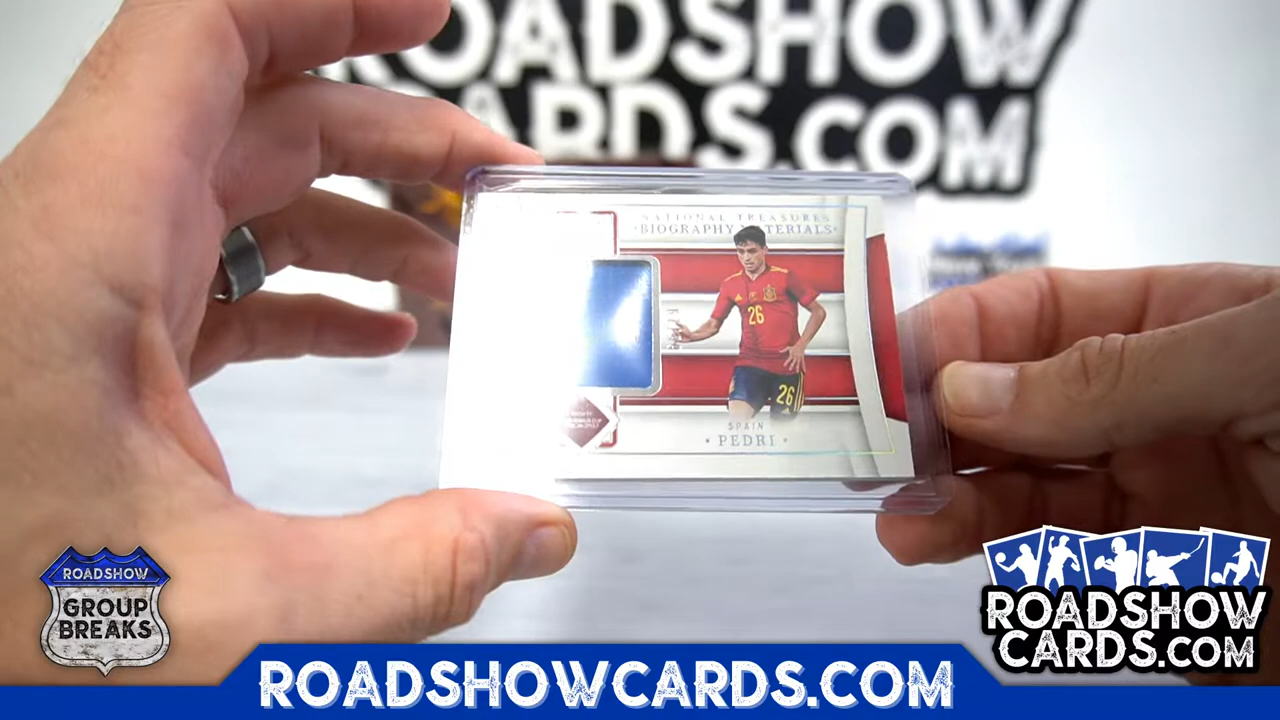 ROADSHOW
CARDS.COM
NATIONAL TREASURES
BIOGRAPHY MATERIALS
26
26
SPAIN
• PEDRI •
ROADSHOW
GROUP
BREAKS
ROADSHOW
CARDS.COM
ROADSHOWCARDS.COM